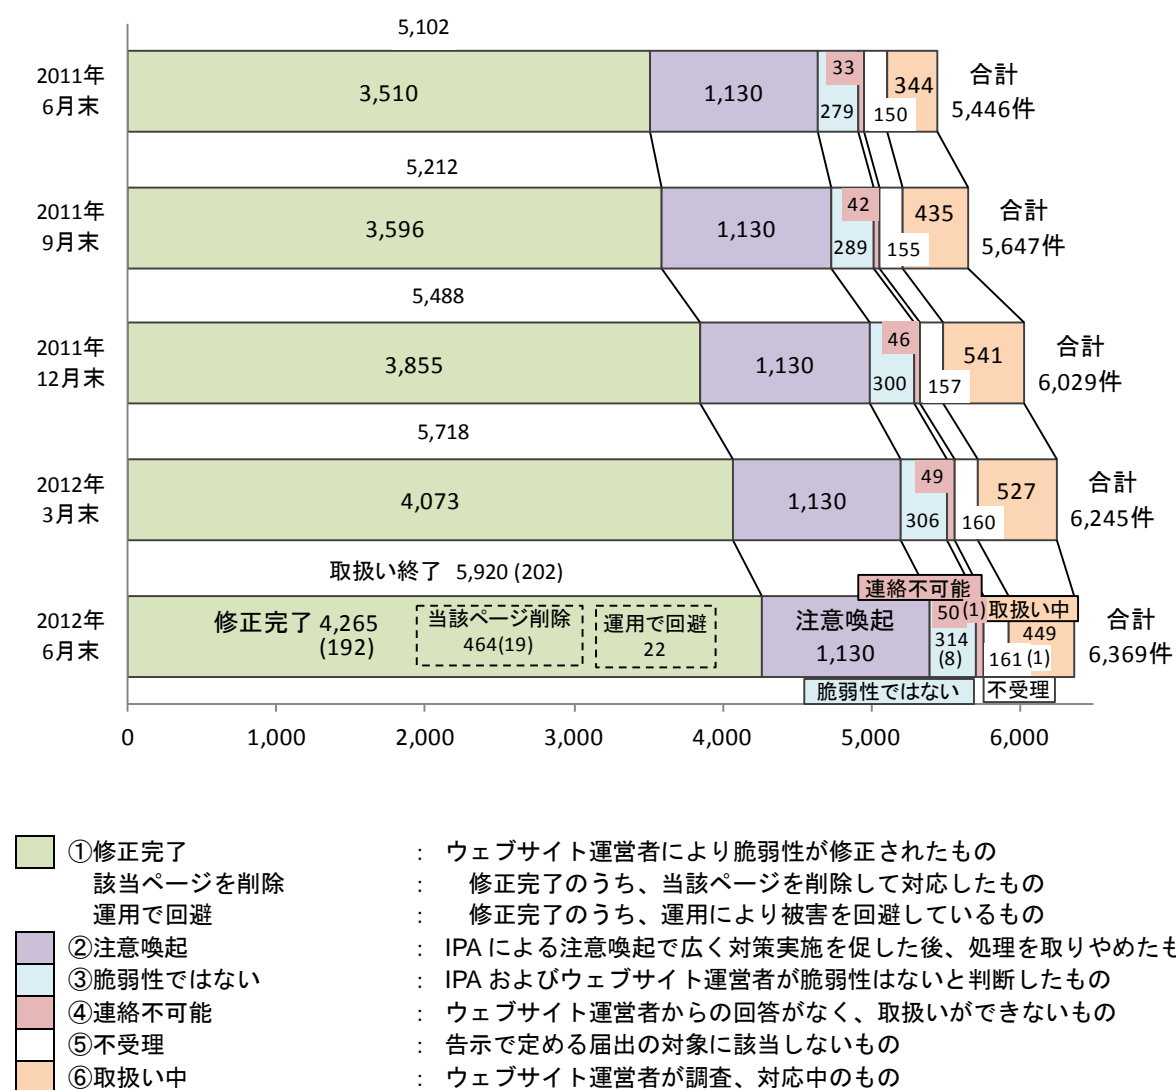 5,102
2011年
6月末
3,510
1,130
279
33
150
344
合計
5,446件
5,212
2011年
9月末
3,596
1,130
289
42
155
435
合計
5,647件
5,488
2011年
12月末
3,855
1,130
300
46
157
541
合計
6,029件
5,718
2012年
3月末
4,073
1,130
306
49
160
527
合計
6,245件
取扱い終了 5,920 (202)
2012年
6月末
修正完了 4,265
(192)
当該ページ削除
464(19)
運用で回避
22
注意喚起
1,130
連絡不可能
50(1)
314
(8)
取扱い中
449
161 (1)
合計
6,369件
脆弱性ではない
不受理
0 1,000 2,000 3,000 4,000 5,000 6,000
①修正完了 : ウェブサイト運営者により脆弱性が修正されたもの
該当ページを削除 : 修正完了のうち、当該ページを削除して対応したもの
運用で回避 : 修正完了のうち、運用により被害を回避しているもの
②注意喚起 : IPA による注意喚起で広く対策実施を促した後、処理を取りやめたも
③脆弱性ではない : IPA およびウェブサイト運営者が脆弱性はないと判断したもの
④連絡不可能 : ウェブサイト運営者からの回答がなく、取扱いができないもの
⑤不受理 : 告示で定める届出の対象に該当しないもの
⑥取扱い中 : ウェブサイト運営者が調査、対応中のもの